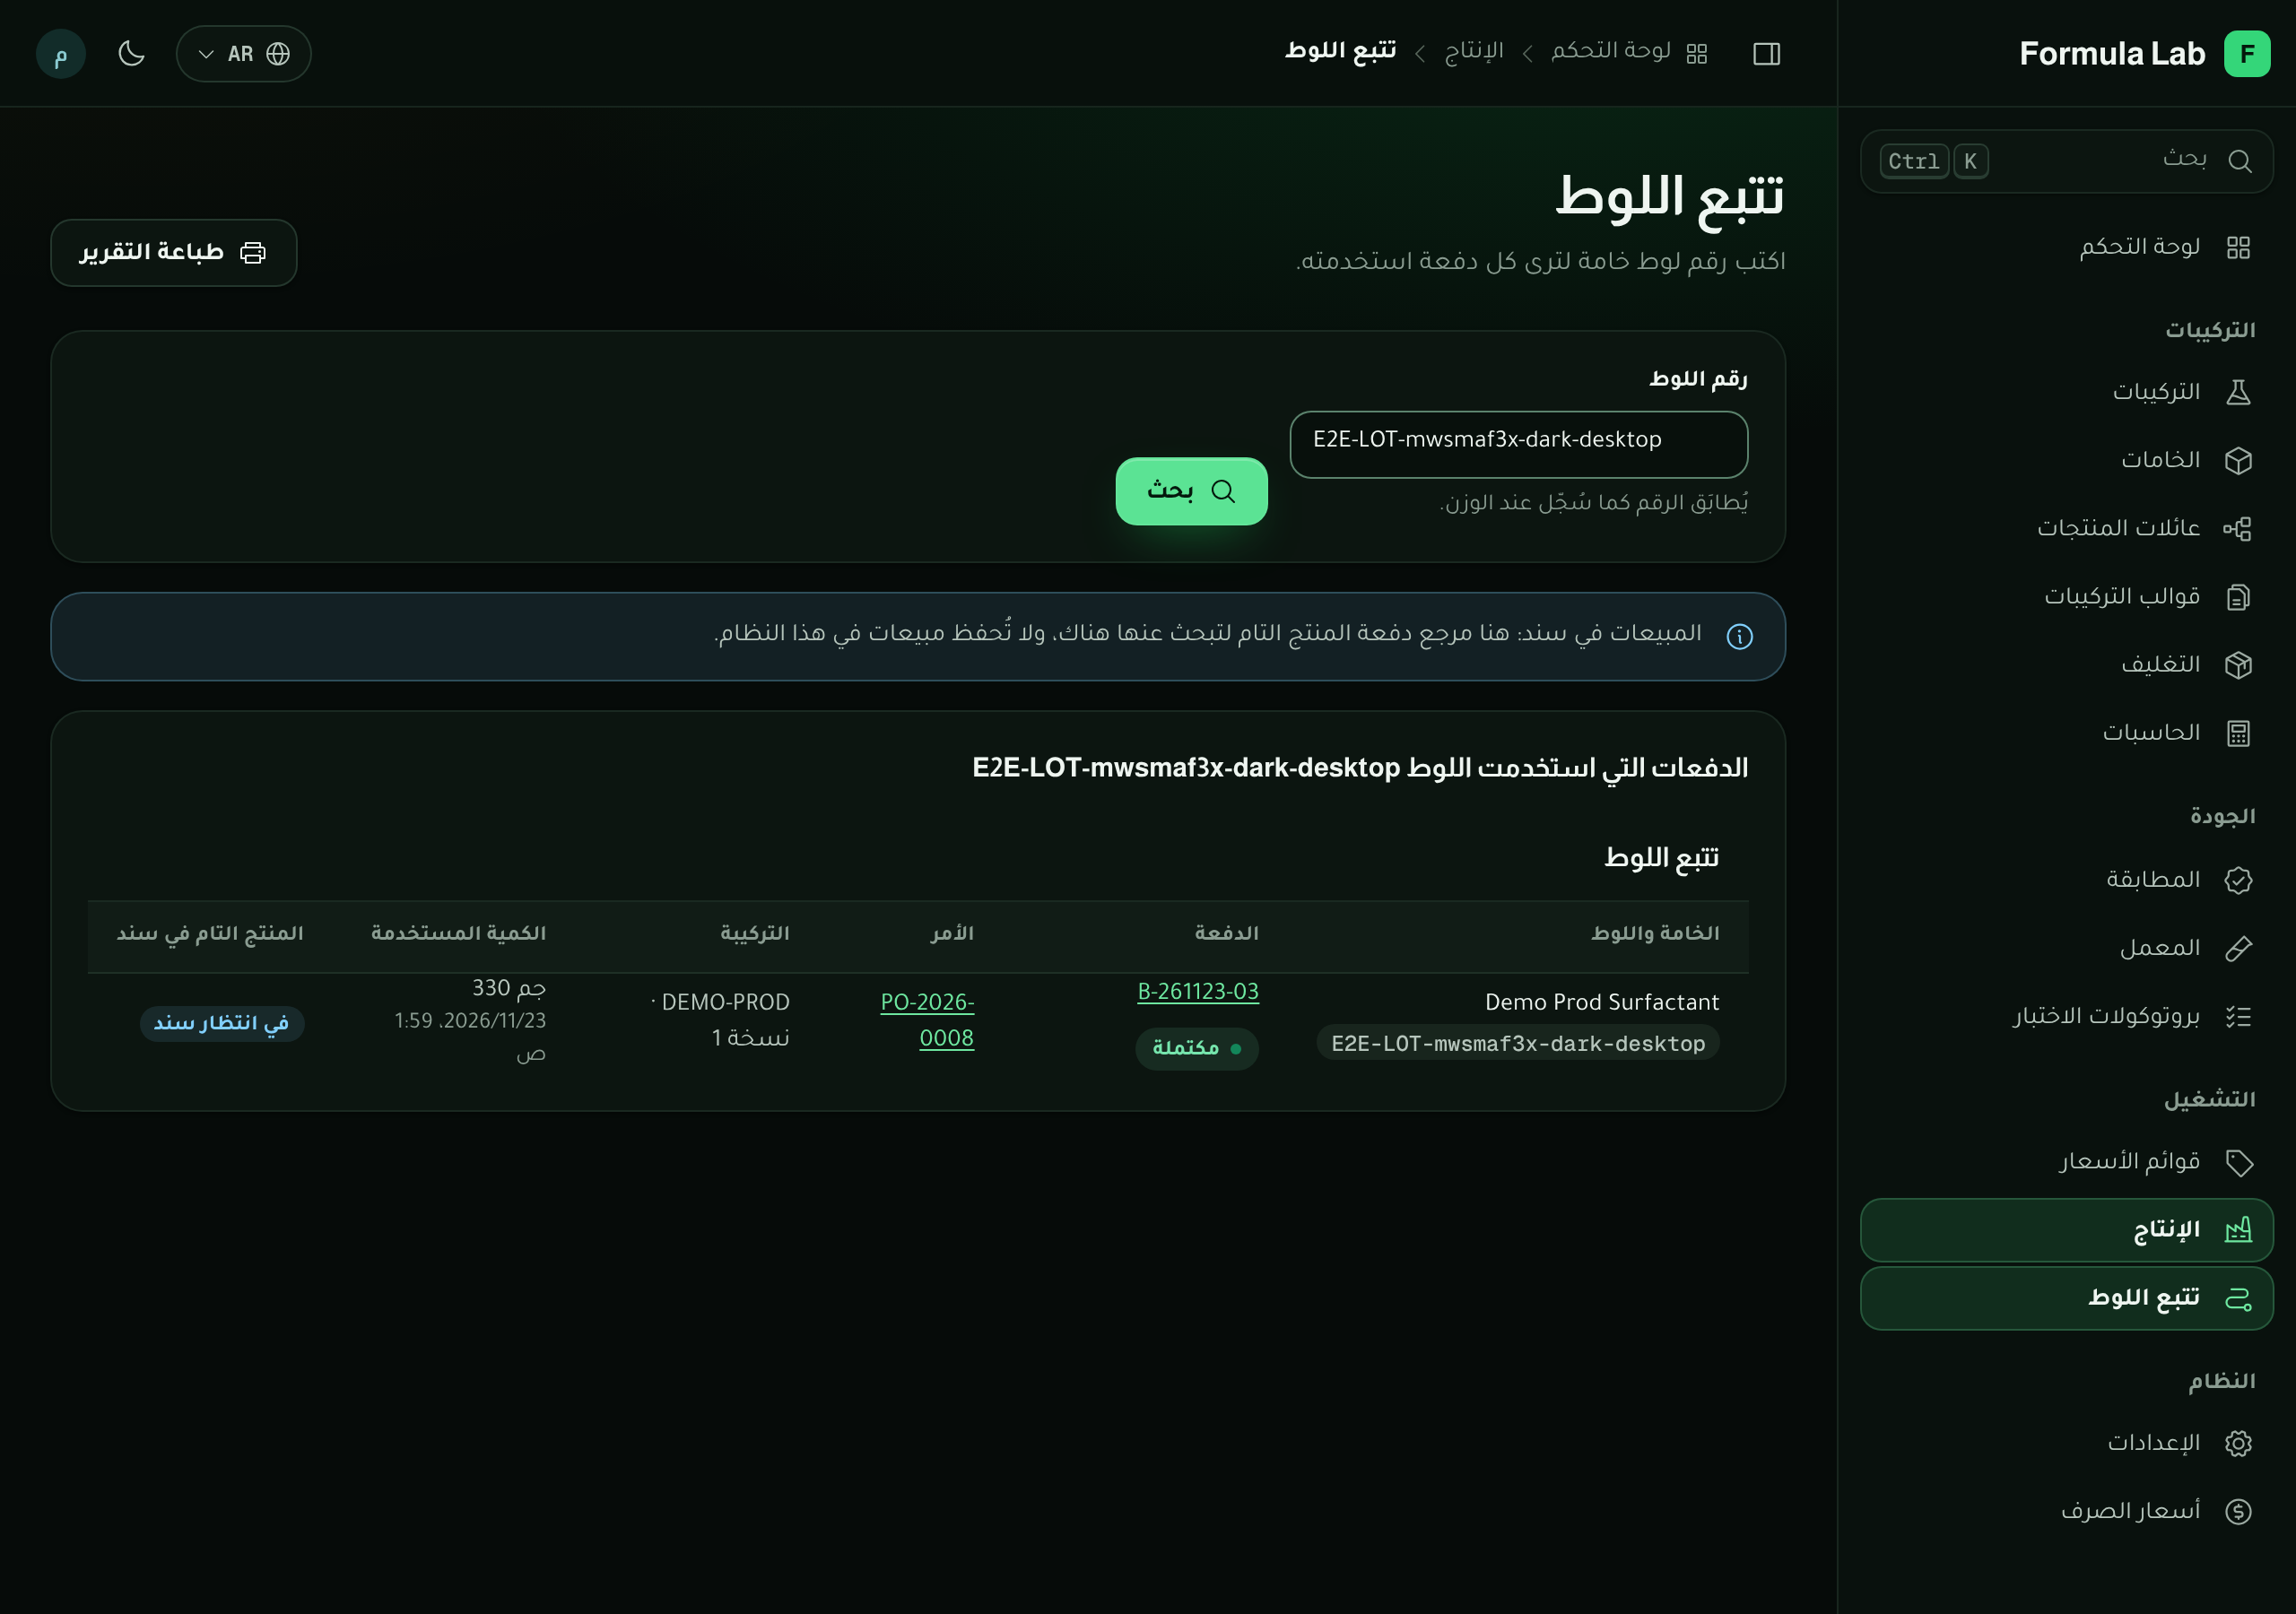 F Formula Lab
بحث Ctrl K
لوحة التحكم
التركيبات
التركيبات
الخامات
عائلات المنتجات
قوالب التركيبات
التغليف
الحاسبات
الجودة
المطابقة
المعمل
بروتوكولات الاختبار
التشغيل
قوائم الأسعار
الإنتاج
تتبع اللوط
النظام
الإعدادات
أسعار الصرف
لوحة التحكم
الإنتاج
تتبع اللوط
AR
م
تتبع اللوط
اكتب رقم لوط خامة لترى كل دفعة استخدمته.
طباعة التقرير
رقم اللوط
E2E-LOT-mwsmaf3x-dark-desktop
بحث
يُطابَق الرقم كما سُجّل عند الوزن.
المبيعات في سند: هنا مرجع دفعة المنتج التام لتبحث عنها هناك، ولا تُحفظ مبيعات في هذا النظام.
الدفعات التي استخدمت اللوط E2E-LOT-mwsmaf3x-dark-desktop
تتبع اللوط
الخامة واللوط
الدفعة
الأمر
التركيبة
الكمية المستخدمة
المنتج التام في سند
Demo Prod Surfactant
E2E-LOT-mwsmaf3x-dark-desktop
B-261123-03
مكتملة
PO-2026-
0008
DEMO-PROD ·
نسخة 1
330 جم
2026/11/23، 1:59
ص
في انتظار سند